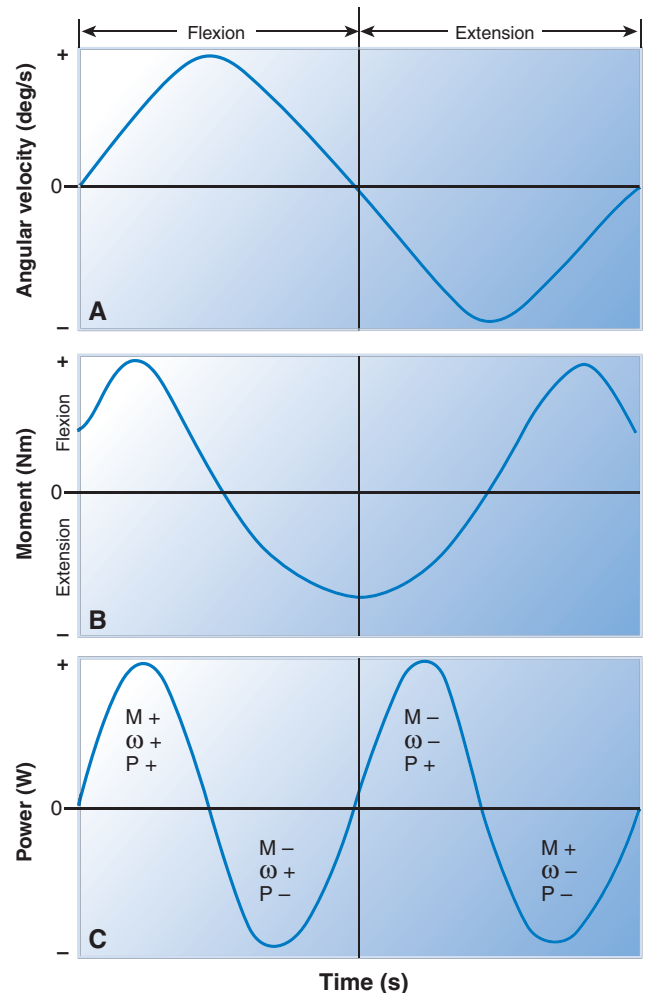 Flexion Extension
+
Angular velocity (deg/s)
0
–
A
+
Moment (Nm)
Flexion
0
Extension
–
B
+
Power (W)
M +
ω +
P +
M –
ω –
P +
0
M –
ω +
P –
M +
ω –
P –
–
C
Time (s)